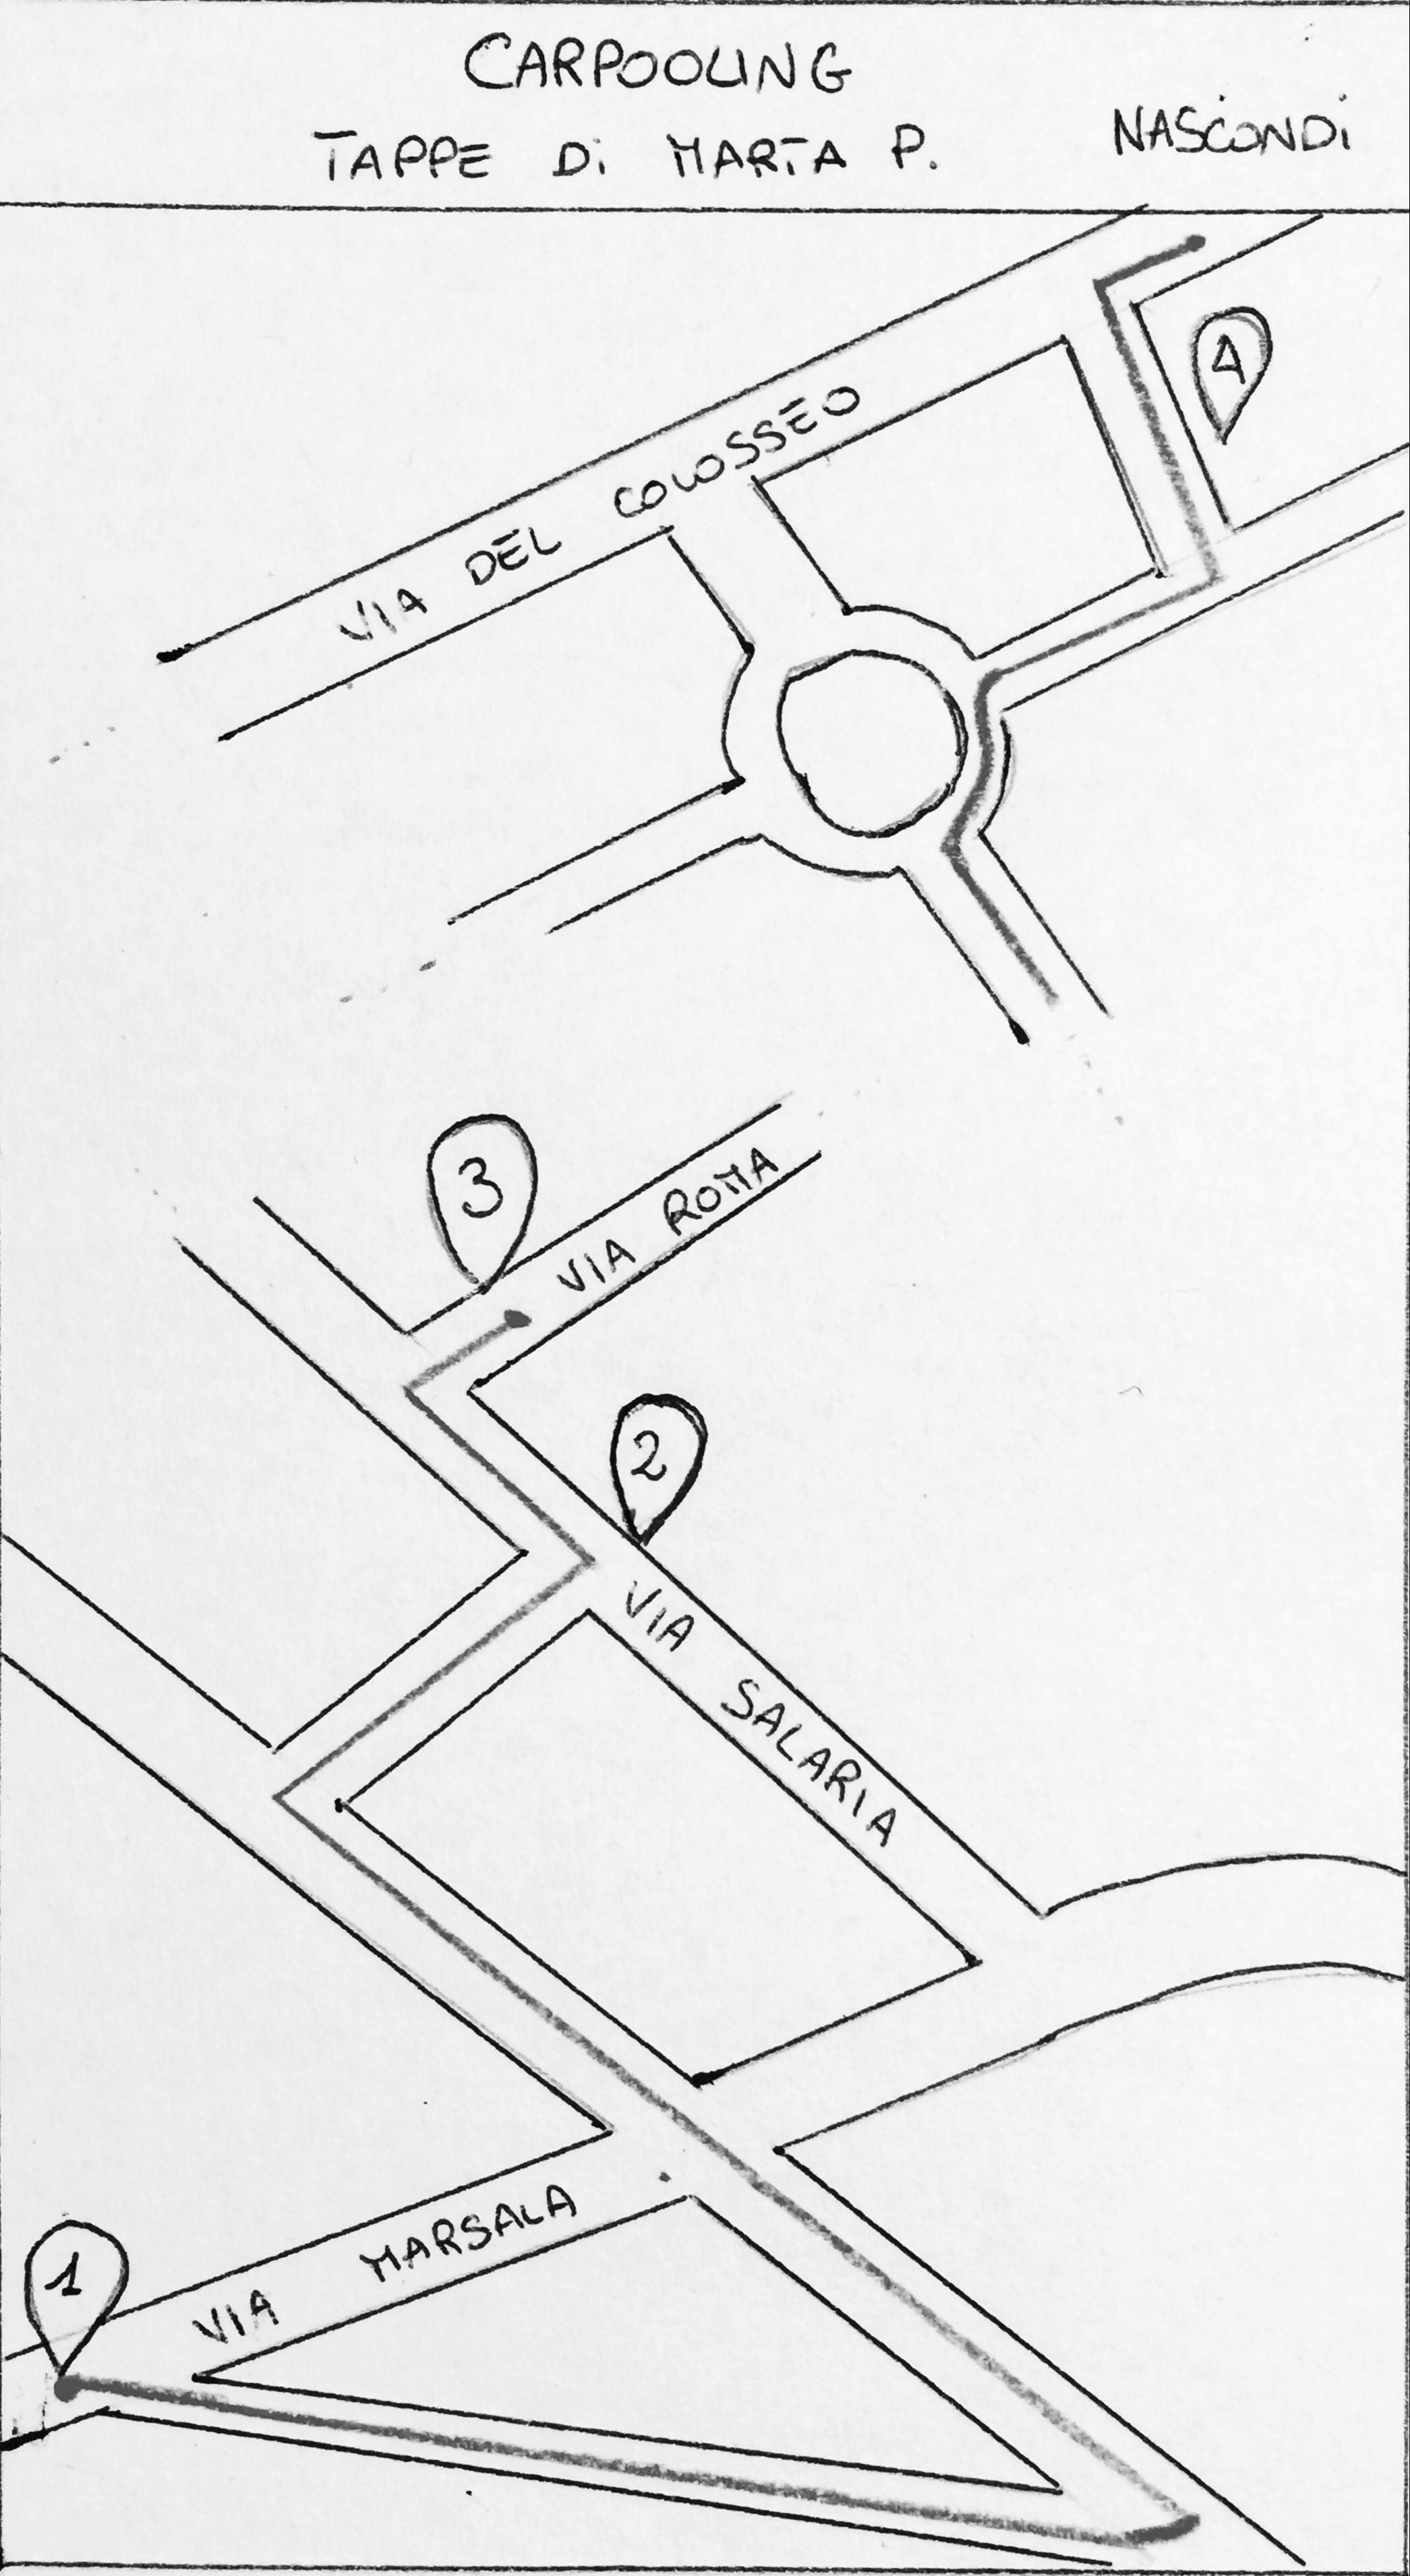 CARPOOLING
TAPPE Di MARTA P.
NASCONDi
4
VIA DEL COLOSSEO
3
VIA ROMA
2
VIA SALARIA
VIA MARSALA
1